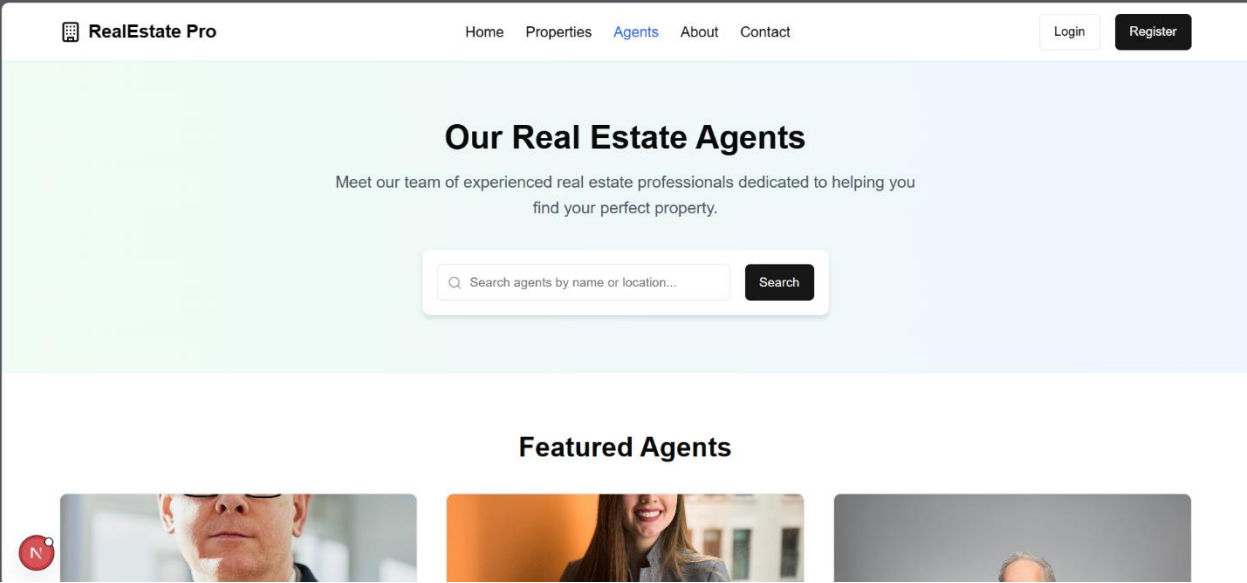 RealEstate Pro
Home Properties Agents About Contact
Login Register
Our Real Estate Agents
Meet our team of experienced real estate professionals dedicated to helping you
find your perfect property.
Search agents by name or location...
Search
Featured Agents
N